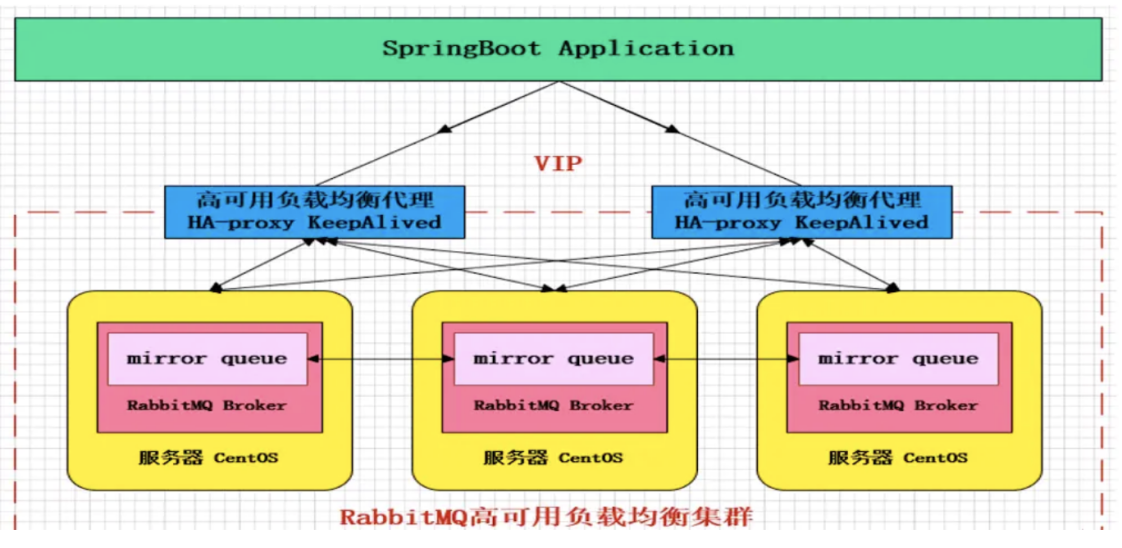 SpringBoot Application
VIP
高可用负载均衡代理
HA-proxy KeepAlived
高可用负载均衡代理
HA-proxy KeepAlived
mirror queue
RabbitMQ Broker
服务器 CentOS
mirror queue
RabbitMQ Broker
服务器 CentOS
mirror queue
RabbitMQ Broker
服务器 CentOS
RabbitMQ高可用负载均衡集群